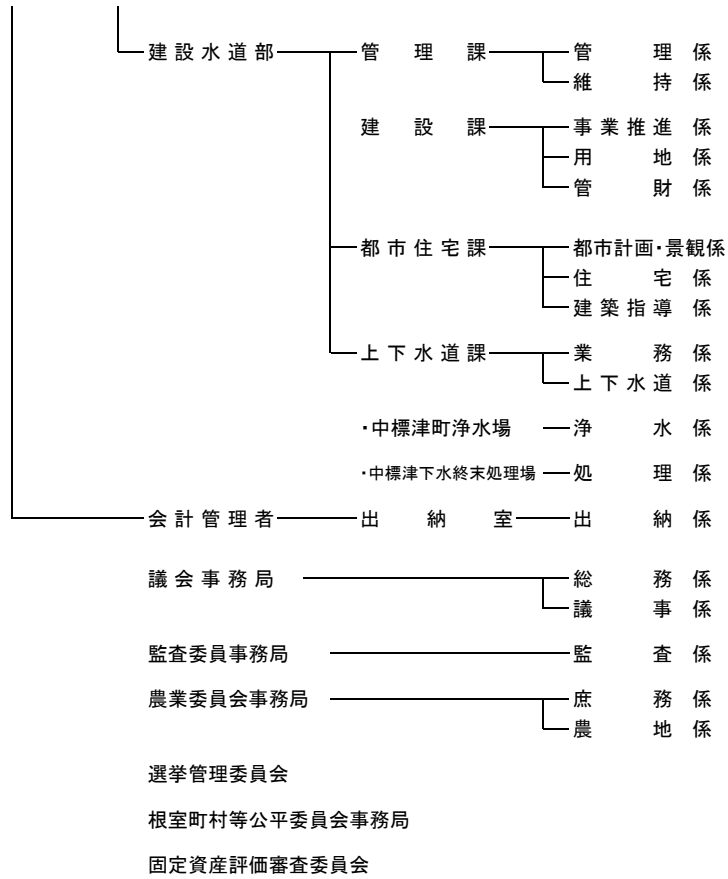 建設水道部 管理課 管理係
維持係
建設課 事業推進係
用地係
管財係
都市住宅課 都市計画・景観係
住宅係
建築指導係
上下水道課 業務係
上下水道係
・中標津町浄水場 浄水係
・中標津下水終末処理場 処理係
会計管理者 出納室 出納係
議会事務局 総務係
議事係
監査委員事務局 監査係
農業委員会事務局 庶務係
農地係
選挙管理委員会
根室町村等公平委員会事務局
固定資産評価審査委員会